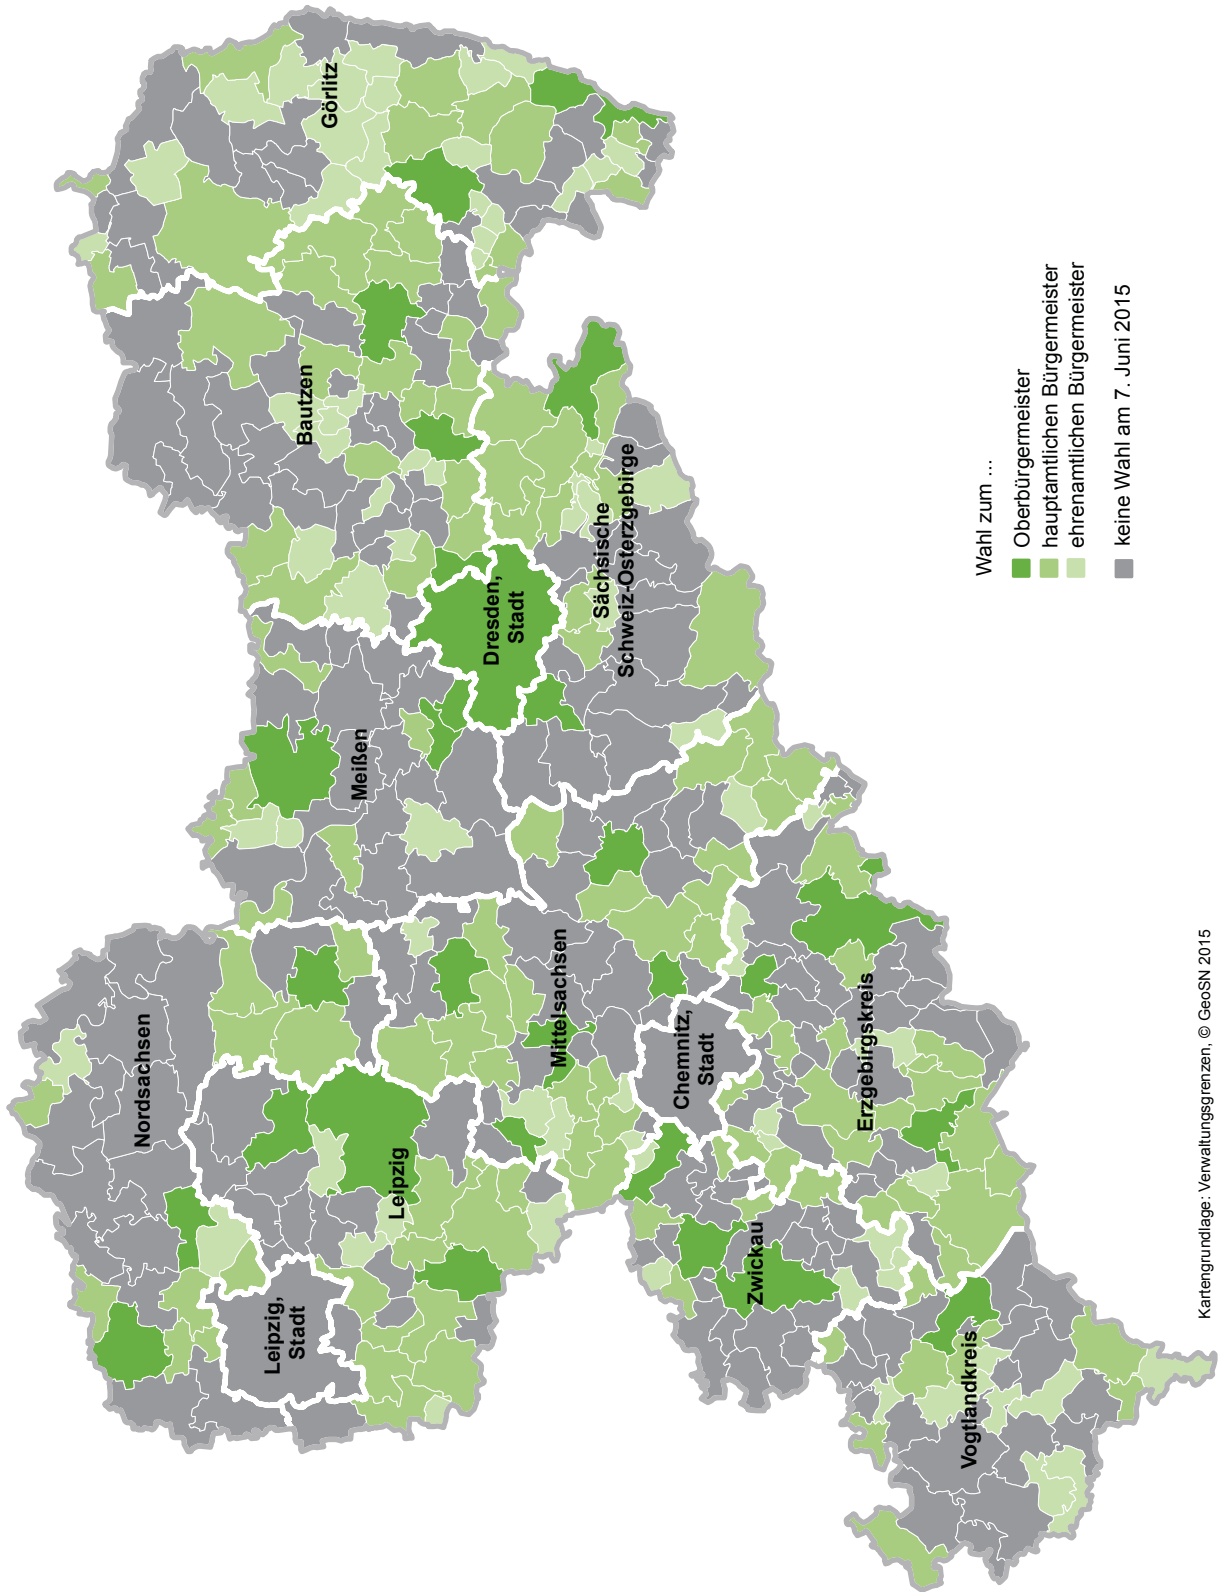 Görlitz
Bautzen
Sächsische
Schweiz-Osterzgebirge
Dresden,
Stadt
Meißen
Mittelsachsen
Nordsachsen
Chemnitz,
Stadt
Erzgebirgskreis
Leipzig
Leipzig,
Stadt
Zwickau
Vogtlandkreis
Wahl zum ...
Oberbürgermeister
hauptamtlichen Bürgermeister
ehrenamtlichen Bürgermeister
keine Wahl am 7. Juni 2015
Kartengrundlage: Verwaltungsgrenzen, © GeoSN 2015